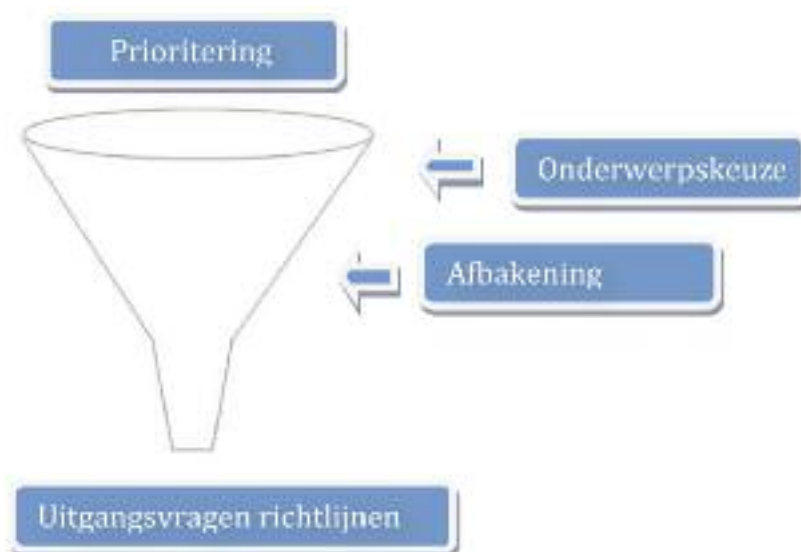 Prioritering
Onderwerpskeuze
Afbakening
Uitgangsvragen richtlijnen